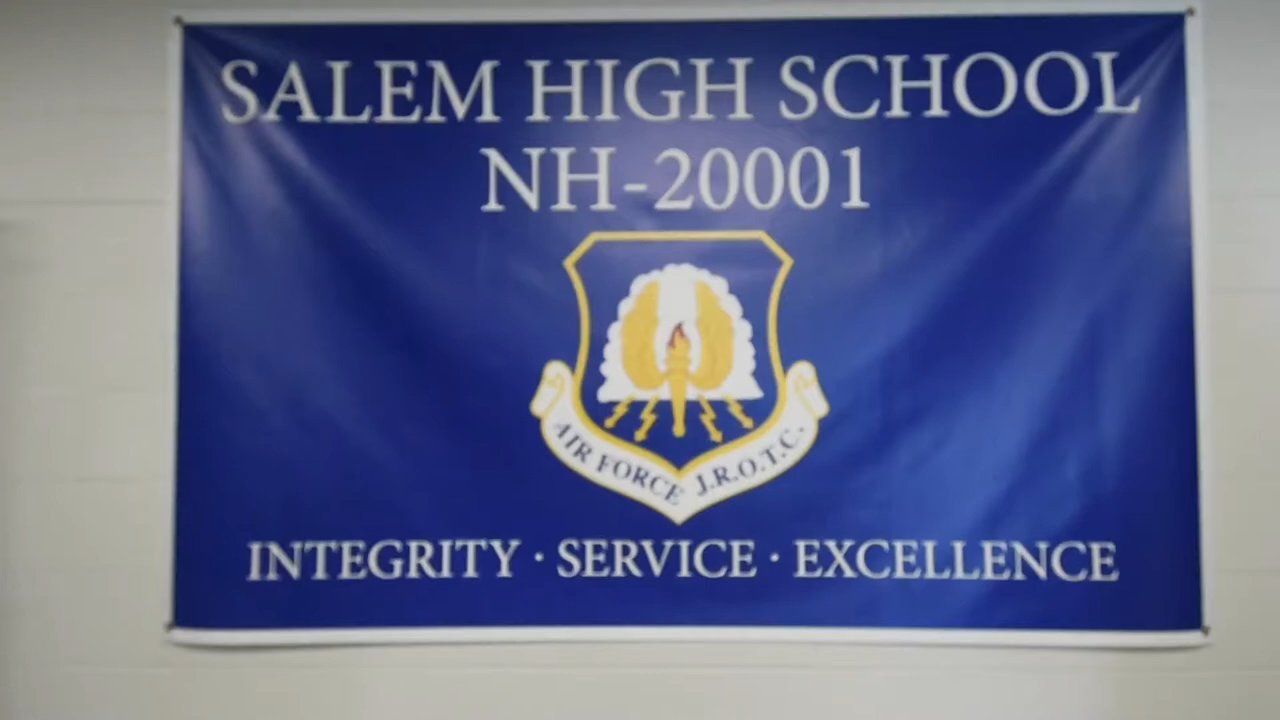 SALEM HIGH SCHOOL
NH-20001
AIR FORCE J.R.O.T.C.
INTEGRITY · SERVICE · EXCELLENCE